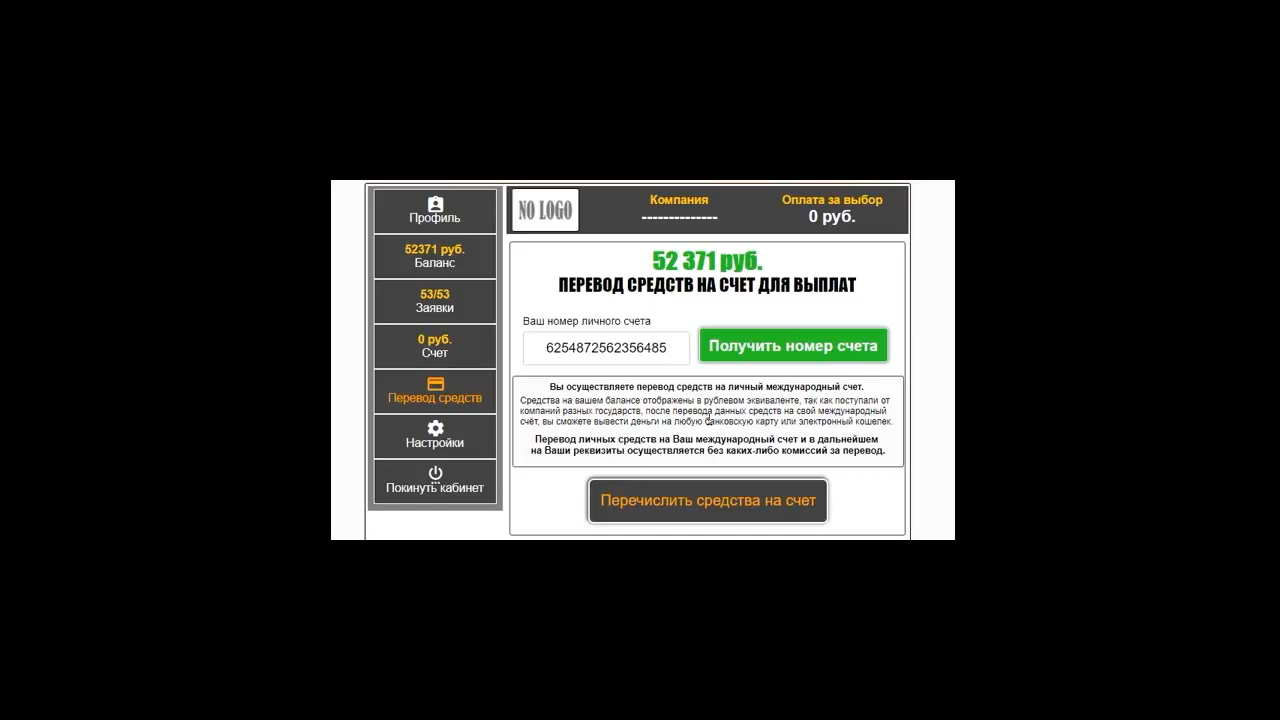 Профиль
52371 руб.
Баланс
53/53
Заявки
0 руб.
Счет
Перевод средств
Настройки
Покинуть кабинет
NO LOGO
Компания
--------------
Оплата за выбор
0 руб.
52 371 руб.
ПЕРЕВОД СРЕДСТВ НА СЧЕТ ДЛЯ ВЫПЛАТ
Ваш номер личного счета
6254872562356485
Получить номер счета
Вы осуществляете перевод средств на личный международный счет.
Средства на вашем балансе отображены в рублевом эквиваленте, так как поступали от
компаний разных государств, после перевода данных средств на свой международный
счёт, вы сможете вывести деньги на любую банковскую карту или электронный кошелек.
Перевод личных средств на Ваш международный счет и в дальнейшем
на Ваши реквизиты осуществляется без каких-либо комиссий за перевод.
Перечислить средства на счет